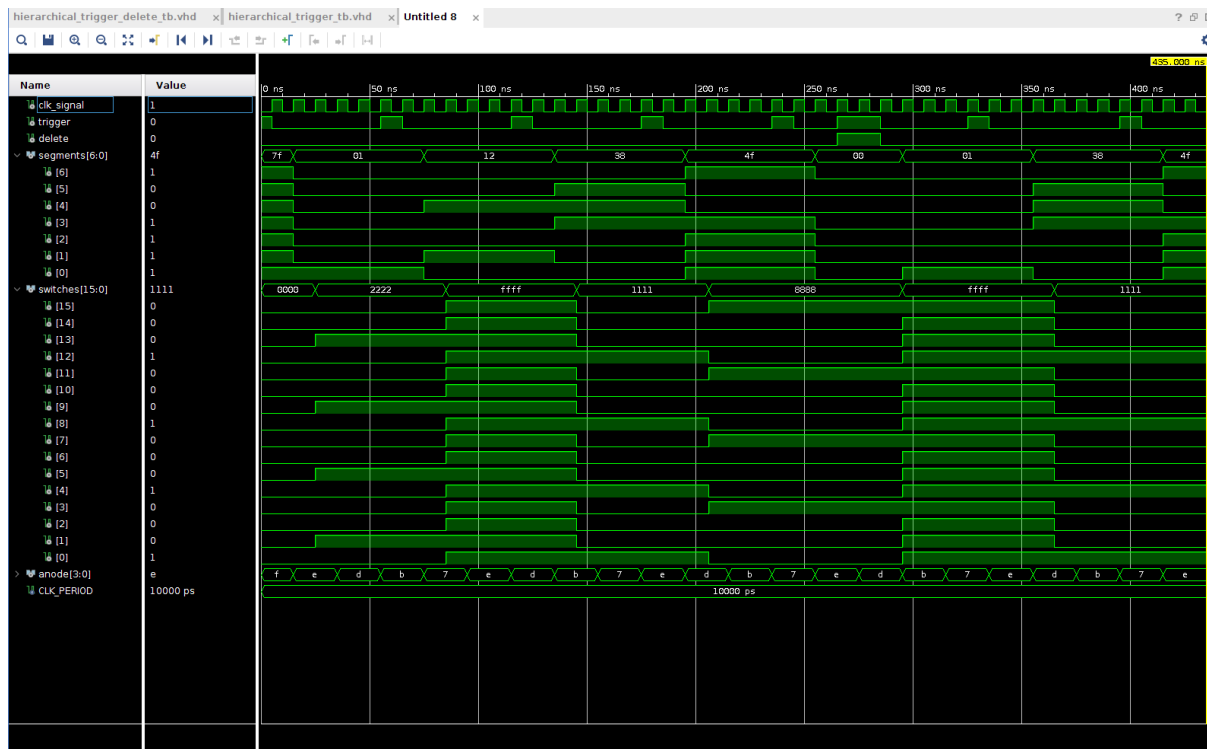 hierarchical_trigger_delete_tb.vhd × hierarchical_trigger_tb.vhd × Untitled 8 ×
435.000 ns
Name Value
0 ns 50 ns 100 ns 150 ns 200 ns 250 ns 300 ns 350 ns 400 ns
clk_signal 1
trigger 0
delete 0
segments[6:0] 4f 7f 01 12 38 4f 00 01 38 4f
[6] 1
[5] 0
[4] 0
[3] 1
[2] 1
[1] 1
[0] 1
switches[15:0] 1111 0000 2222 ffff 1111 8888 ffff 1111
[15] 0
[14] 0
[13] 0
[12] 1
[11] 0
[10] 0
[9] 0
[8] 1
[7] 0
[6] 0
[5] 0
[4] 1
[3] 0
[2] 0
[1] 0
[0] 1
anode[3:0] e f e d b 7 e d b 7 e d b 7 e d b 7 e d b 7 e
CLK_PERIOD 10000 ps 10000 ps